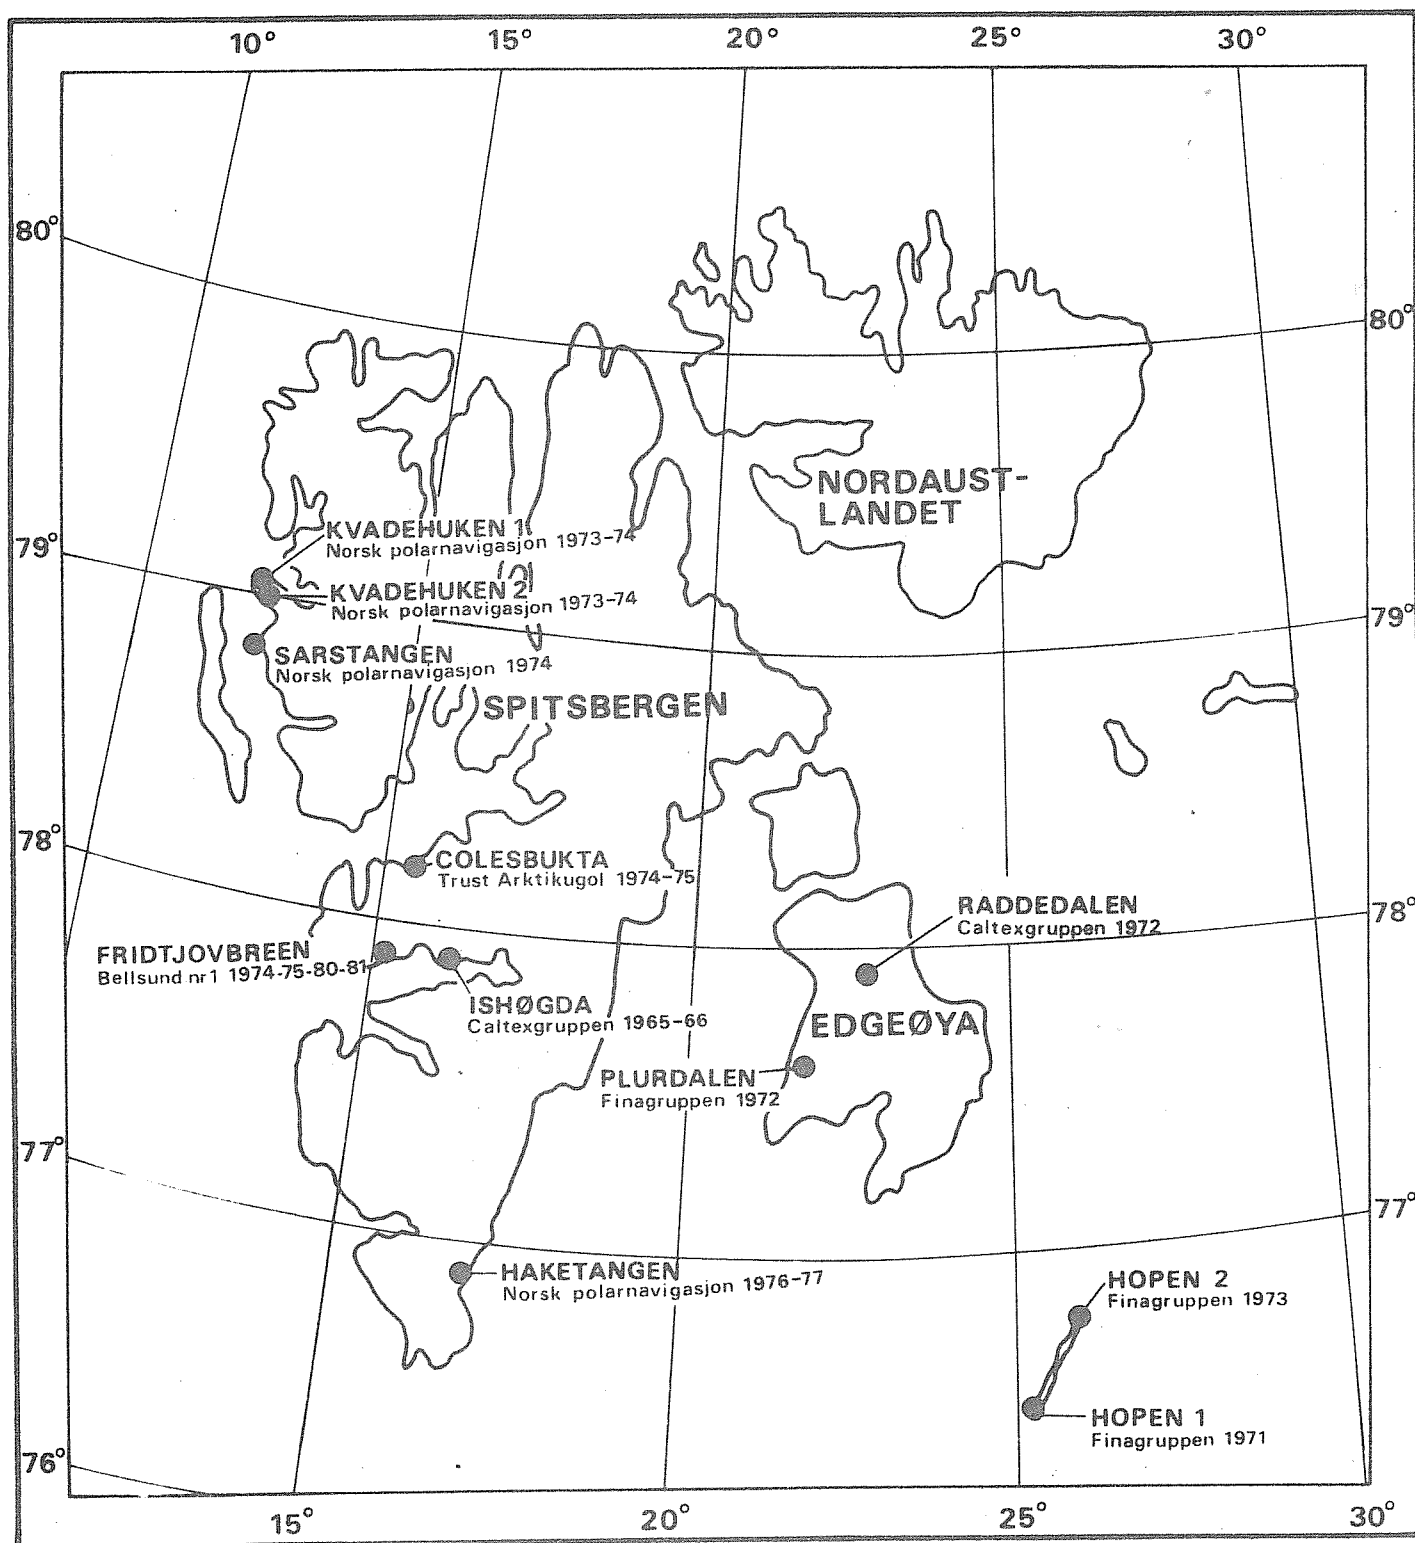 10° 15° 20° 25° 30°
80°
80°
NORDAUST-
LANDET
KVADEHUKEN 1
Norsk polarnavigasjon 1973-74
79°
KVADEHUKEN 2
Norsk polarnavigasjon 1973-74
79°
SARSTANGEN
Norsk polarnavigasjon 1974
SPITSBERGEN
78°
COLESBUKTA
Trust Arktikugol 1974-75
RADDEDALEN
Caltexgruppen 1972
78°
FRIDTJOVBREEN
Bellsund nr1 1974-75-80-81
ISHØGDA
Caltexgruppen 1965-66
EDGEØYA
PLURDALEN
Finagruppen 1972
77°
77°
HAKETANGEN
Norsk polarnavigasjon 1976-77
HOPEN 2
Finagruppen 1973
HOPEN 1
Finagruppen 1971
76°
15° 20° 25° 30°